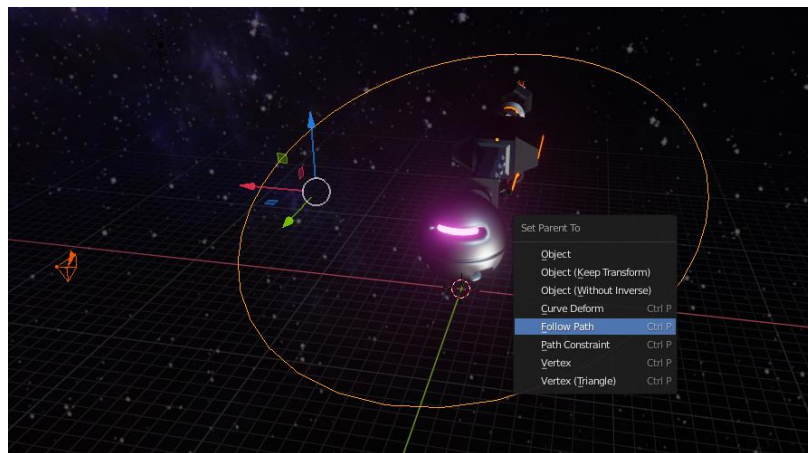 Set Parent To
Object
Object (Keep Transform)
Object (Without Inverse)
Curve Deform Ctrl P
Follow Path Ctrl P
Path Constraint Ctrl P
Vertex Ctrl P
Vertex (Triangle) Ctrl P